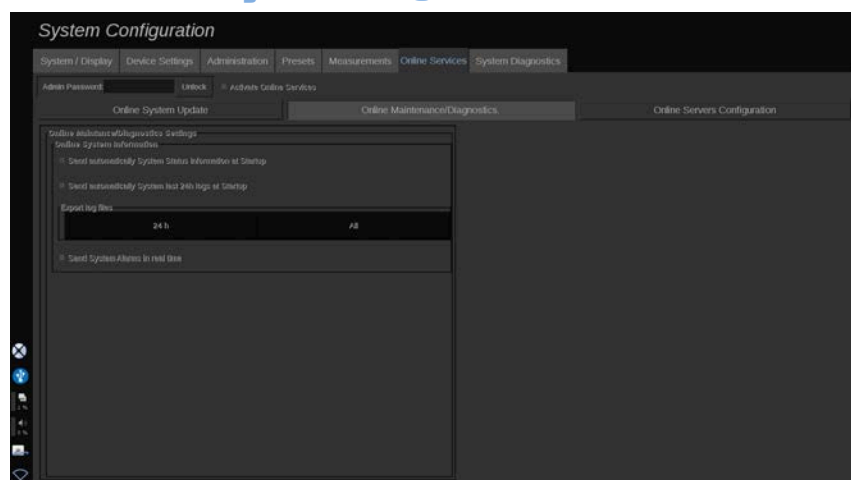 System Configuration
System / Display Device Settings Administration Presets Measurements Online Services System Diagnostics
Admin Password Unlock Activate Online Services
Online System Update Online Maintenance/Diagnostics Online Servers Configuration
Online Maintenance/Diagnostics Settings
Online System Information
Send automatically System Status Information at Startup
Send automatically System last 24h logs at Startup
Export log files
24 h All
Send System Alarms in real time